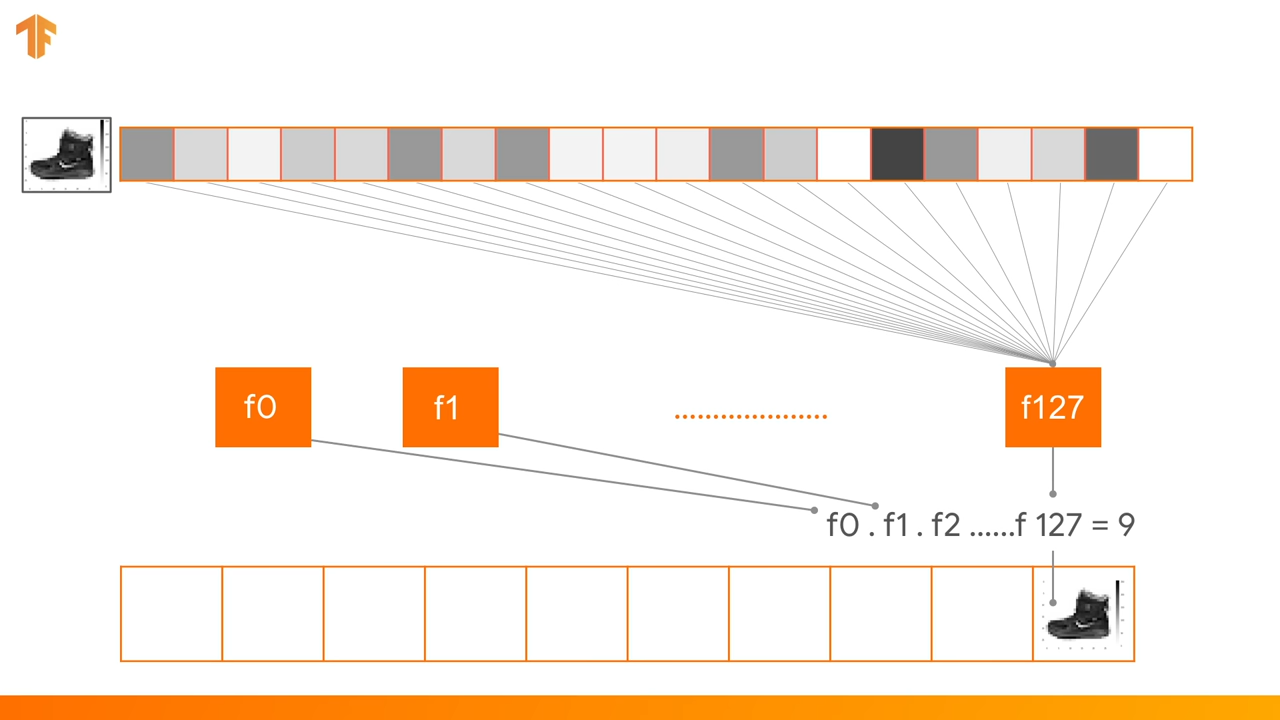 f0
f1
f127
f0 . f1 . f2 ......f 127 = 9